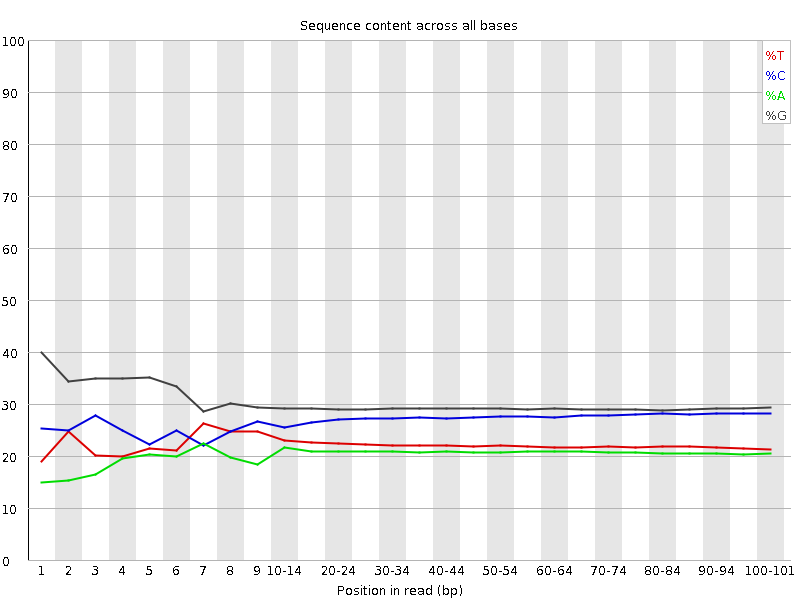 Sequence content across all bases
100
90
80
70
60
50
40
30
20
10
0
%T
%C
%A
%G
1 2 3 4 5 6 7 8 9 10-14 20-24 30-34 40-44 50-54 60-64 70-74 80-84 90-94 100-101
Position in read (bp)